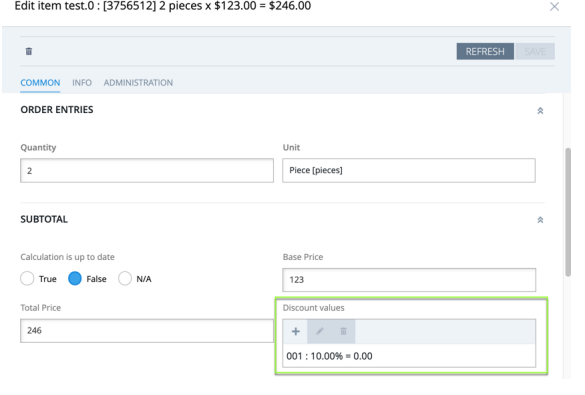 Edit item test.0 : [3756512] 2 pieces x $123.00 = $246.00
REFRESH SAVE
COMMON INFO ADMINISTRATION
ORDER ENTRIES
Quantity Unit
2 Piece [pieces]
SUBTOTAL
Calculation is up to date Base Price
True False N/A 123
Total Price Discount values
246
001 : 10.00% = 0.00